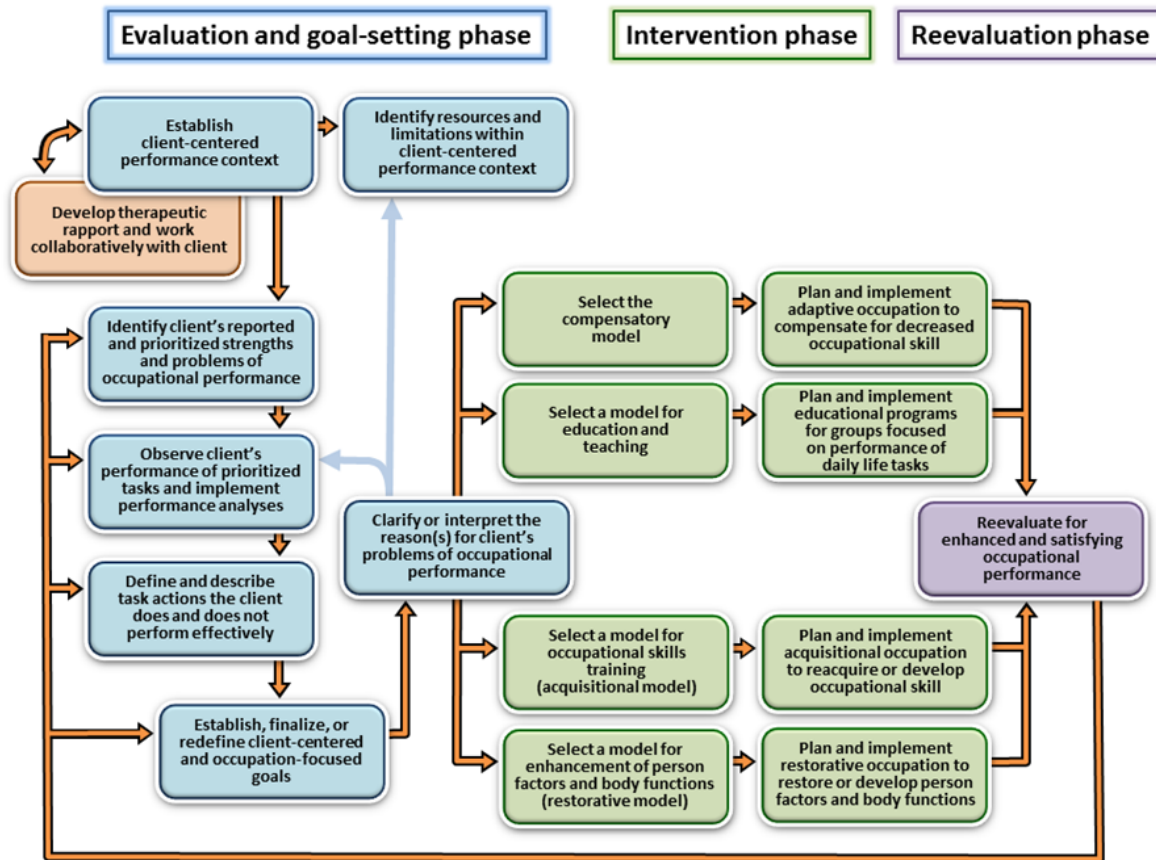 Evaluation and goal-setting phase
Intervention phase
Reevaluation phase
Establish
client-centered
performance context
Identify resources and
limitations within
client-centered
performance context
Develop therapeutic
rapport and work
collaboratively with client
Identify client’s reported
and prioritized strengths
and problems of
occupational performance
Observe client’s
performance of prioritized
tasks and implement
performance analyses
Define and describe
task actions the client
does and does not
perform effectively
Establish, finalize, or
redefine client-centered
and occupation-focused
goals
Clarify or interpret the
reason(s) for client’s
problems of occupational
performance
Select the
compensatory
model
Plan and implement
adaptive occupation to
compensate for decreased
occupational skill
Select a model for
education and
teaching
Plan and implement
educational programs
for groups focused
on performance of
daily life tasks
Select a model for
occupational skills
training
(acquisitional model)
Plan and implement
acquisitional occupation
to reacquire or develop
occupational skill
Select a model for
enhancement of person
factors and body functions
(restorative model)
Plan and implement
restorative occupation to
restore or develop person
factors and body functions
Reevaluate for
enhanced and satisfying
occupational
performance